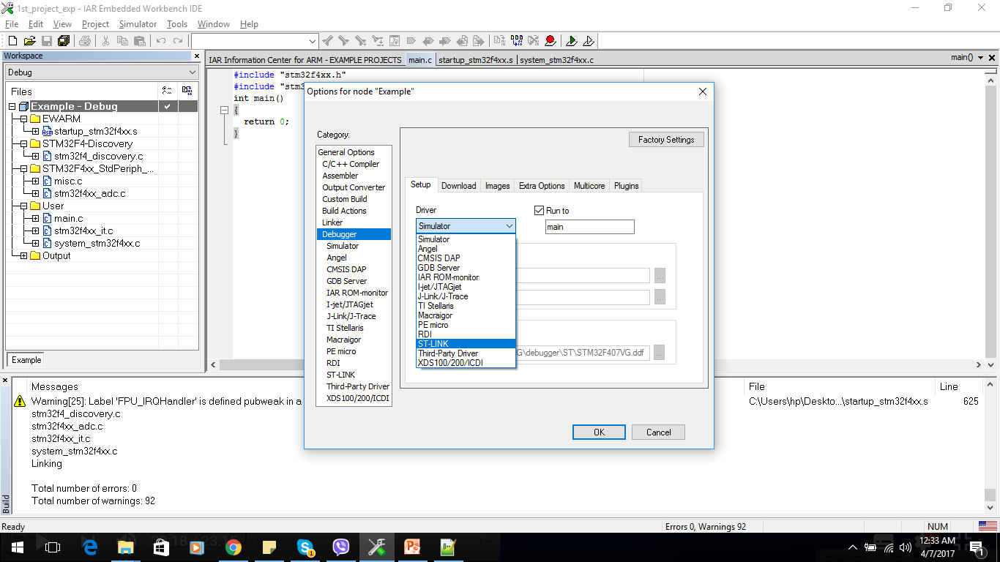 1st_project_exp - IAR Embedded Workbench IDE
File Edit View Project Simulator Tools Window Help
Workspace
Debug
Files
Example - Debug
EWARM
startup_stm32f4xx.s
STM32F4-Discovery
stm32f4_discovery.c
STM32F4xx_StdPeriph_...
misc.c
stm32f4xx_adc.c
User
main.c
stm32f4xx_it.c
system_stm32f4xx.c
Output
Example
IAR Information Center for ARM - EXAMPLE PROJECTS main.c startup_stm32f4xx.s system_stm32f4xx.c main()
#include "stm32f4xx.h"
#include "stm3
int main()
{
return 0;
}
Options for node "Example"
Category:
General Options
C/C++ Compiler
Assembler
Output Converter
Custom Build
Build Actions
Linker
Debugger
Simulator
Angel
CMSIS DAP
GDB Server
IAR ROM-monitor
I-jet/JTAGjet
J-Link/J-Trace
TI Stellaris
Macraigor
PE micro
RDI
ST-LINK
Third-Party Driver
XDS100/200/ICDI
Factory Settings
Setup Download Images Extra Options Multicore Plugins
Driver
Run to
Simulator
main
Simulator
Angel
CMSIS DAP
GDB Server
IAR ROM-monitor
I-jet/JTAGjet
J-Link/J-Trace
TI Stellaris
Macraigor
PE micro
RDI
ST-LINK
Third-Party Driver
XDS100/200/ICDI
...
...
G\debugger\ST\STM32F407VG.ddf ...
OK Cancel
Messages File Line
Warning[25]: Label 'FPU_IRQHandler' is defined pubweak in a C:\Users\hp\Deskto...\startup_stm32f4xx.s 625
stm32f4_discovery.c
stm32f4xx_adc.c
stm32f4xx_it.c
system_stm32f4xx.c
Linking
Total number of errors: 0
Total number of warnings: 92
Build
Ready Errors 0, Warnings 92 NUM
12:33 AM
4/7/2017
1
1